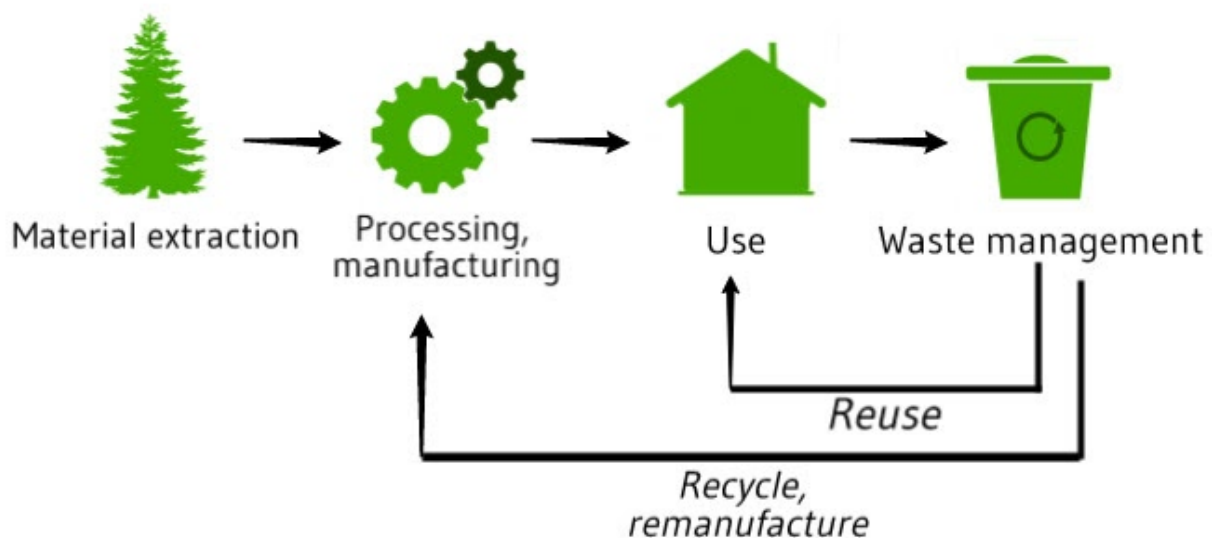 Material extraction
Processing,
manufacturing
Use
Waste management
Reuse
Recycle,
remanufacture